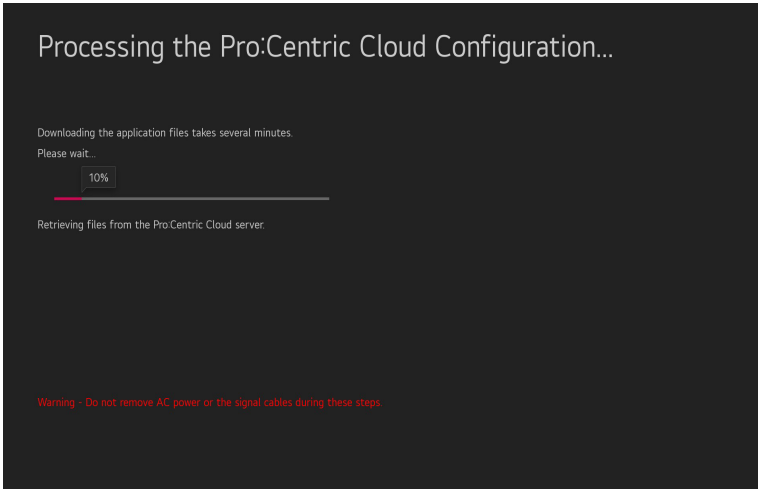 Processing the Pro:Centric Cloud Configuration...
Downloading the application files takes several minutes.
Please wait...
10%
Retrieving files from the Pro:Centric Cloud server.
Warning - Do not remove AC power or the signal cables during these steps.